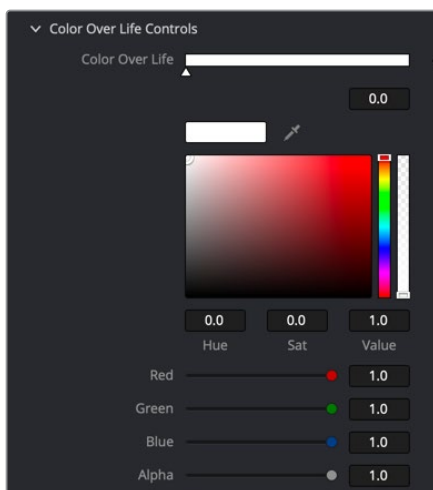 Color Over Life Controls
Color Over Life
0.0
0.0 0.0 1.0
Hue Sat Value
Red 1.0
Green 1.0
Blue 1.0
Alpha 1.0